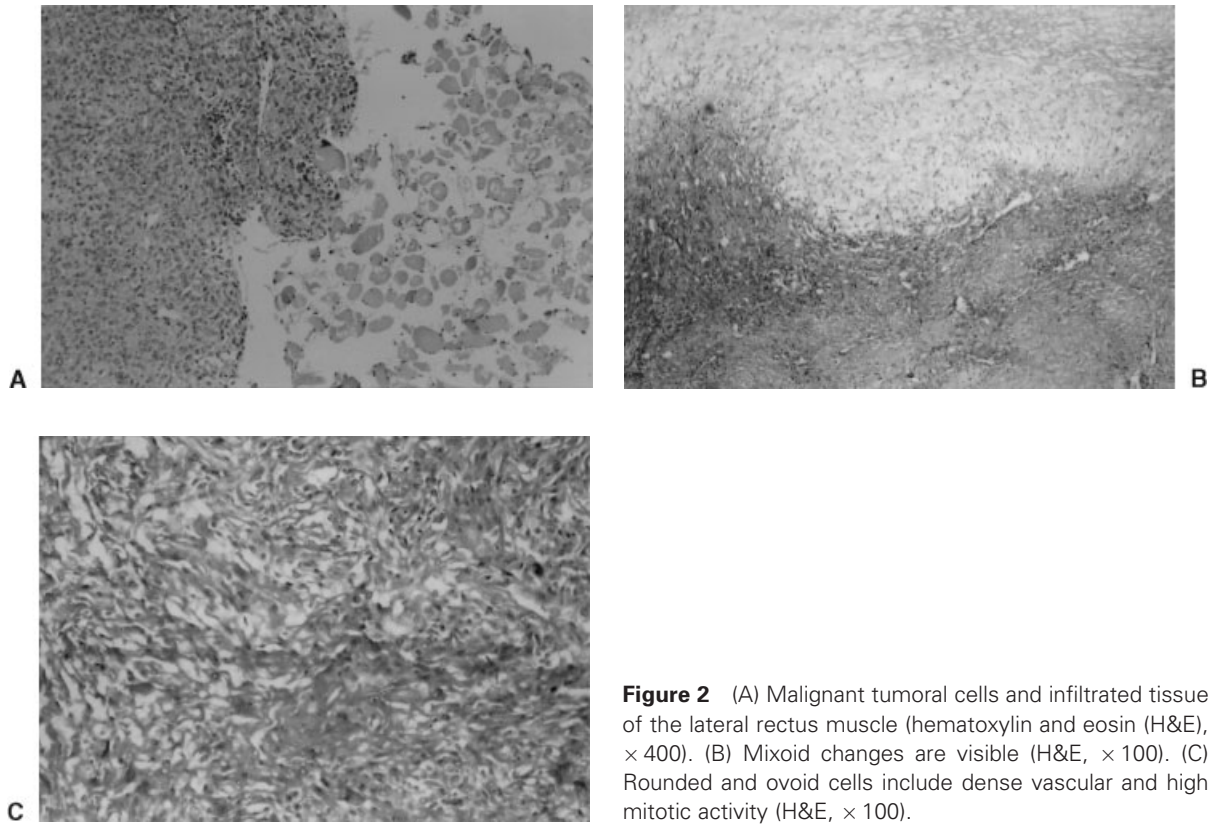 A
B
C
Figure 2 (A) Malignant tumoral cells and infiltrated tissue
of the lateral rectus muscle (hematoxylin and eosin (H&E),
× 400). (B) Mixoid changes are visible (H&E, × 100). (C)
Rounded and ovoid cells include dense vascular and high
mitotic activity (H&E, × 100).